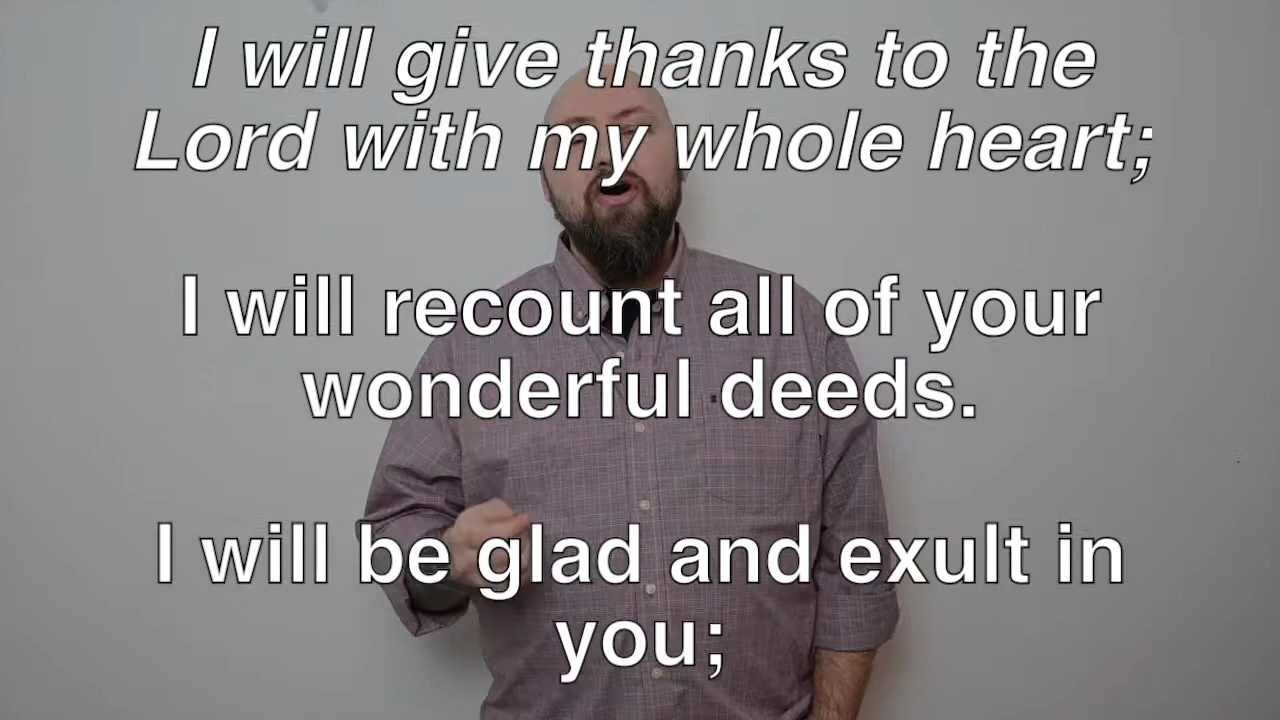 I will give thanks to the
Lord with my whole heart;
I will recount all of your
wonderful deeds.
I will be glad and exult in
you;